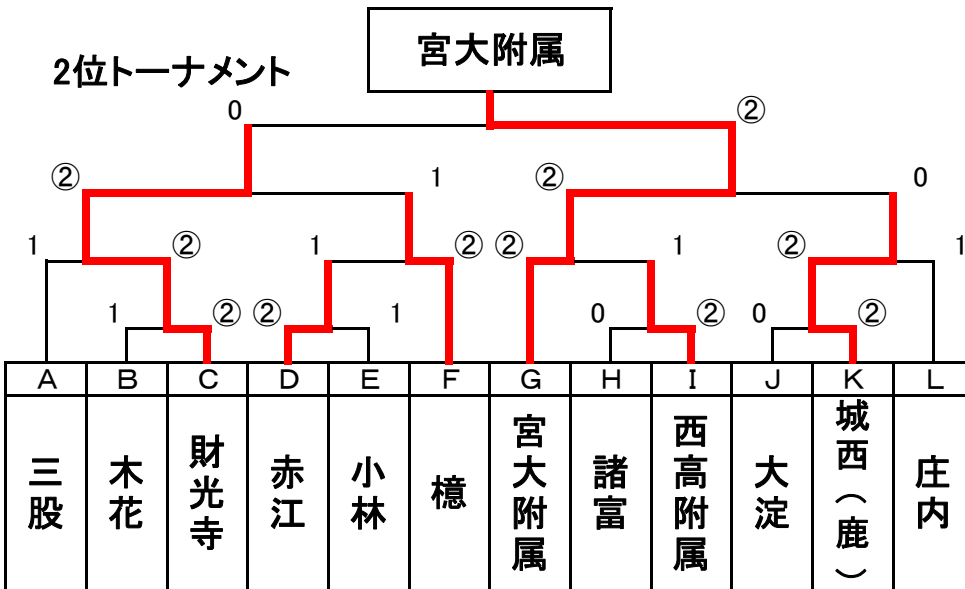 宮大附属
2位トーナメント
0 ②
② 1 ② 0
1 ② 1 ② ② 1 ② 1
1 ② ② 1 0 ② 0 ②
A B C D E F G H I J K L
三股
木花
財光寺
赤江
小林
檍
宮大附属
諸富
西高附属
大淀
城西(鹿)
庄内